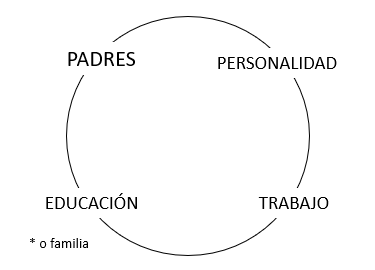 PADRES
PERSONALIDAD
EDUCACIÓN
TRABAJO
* o familia